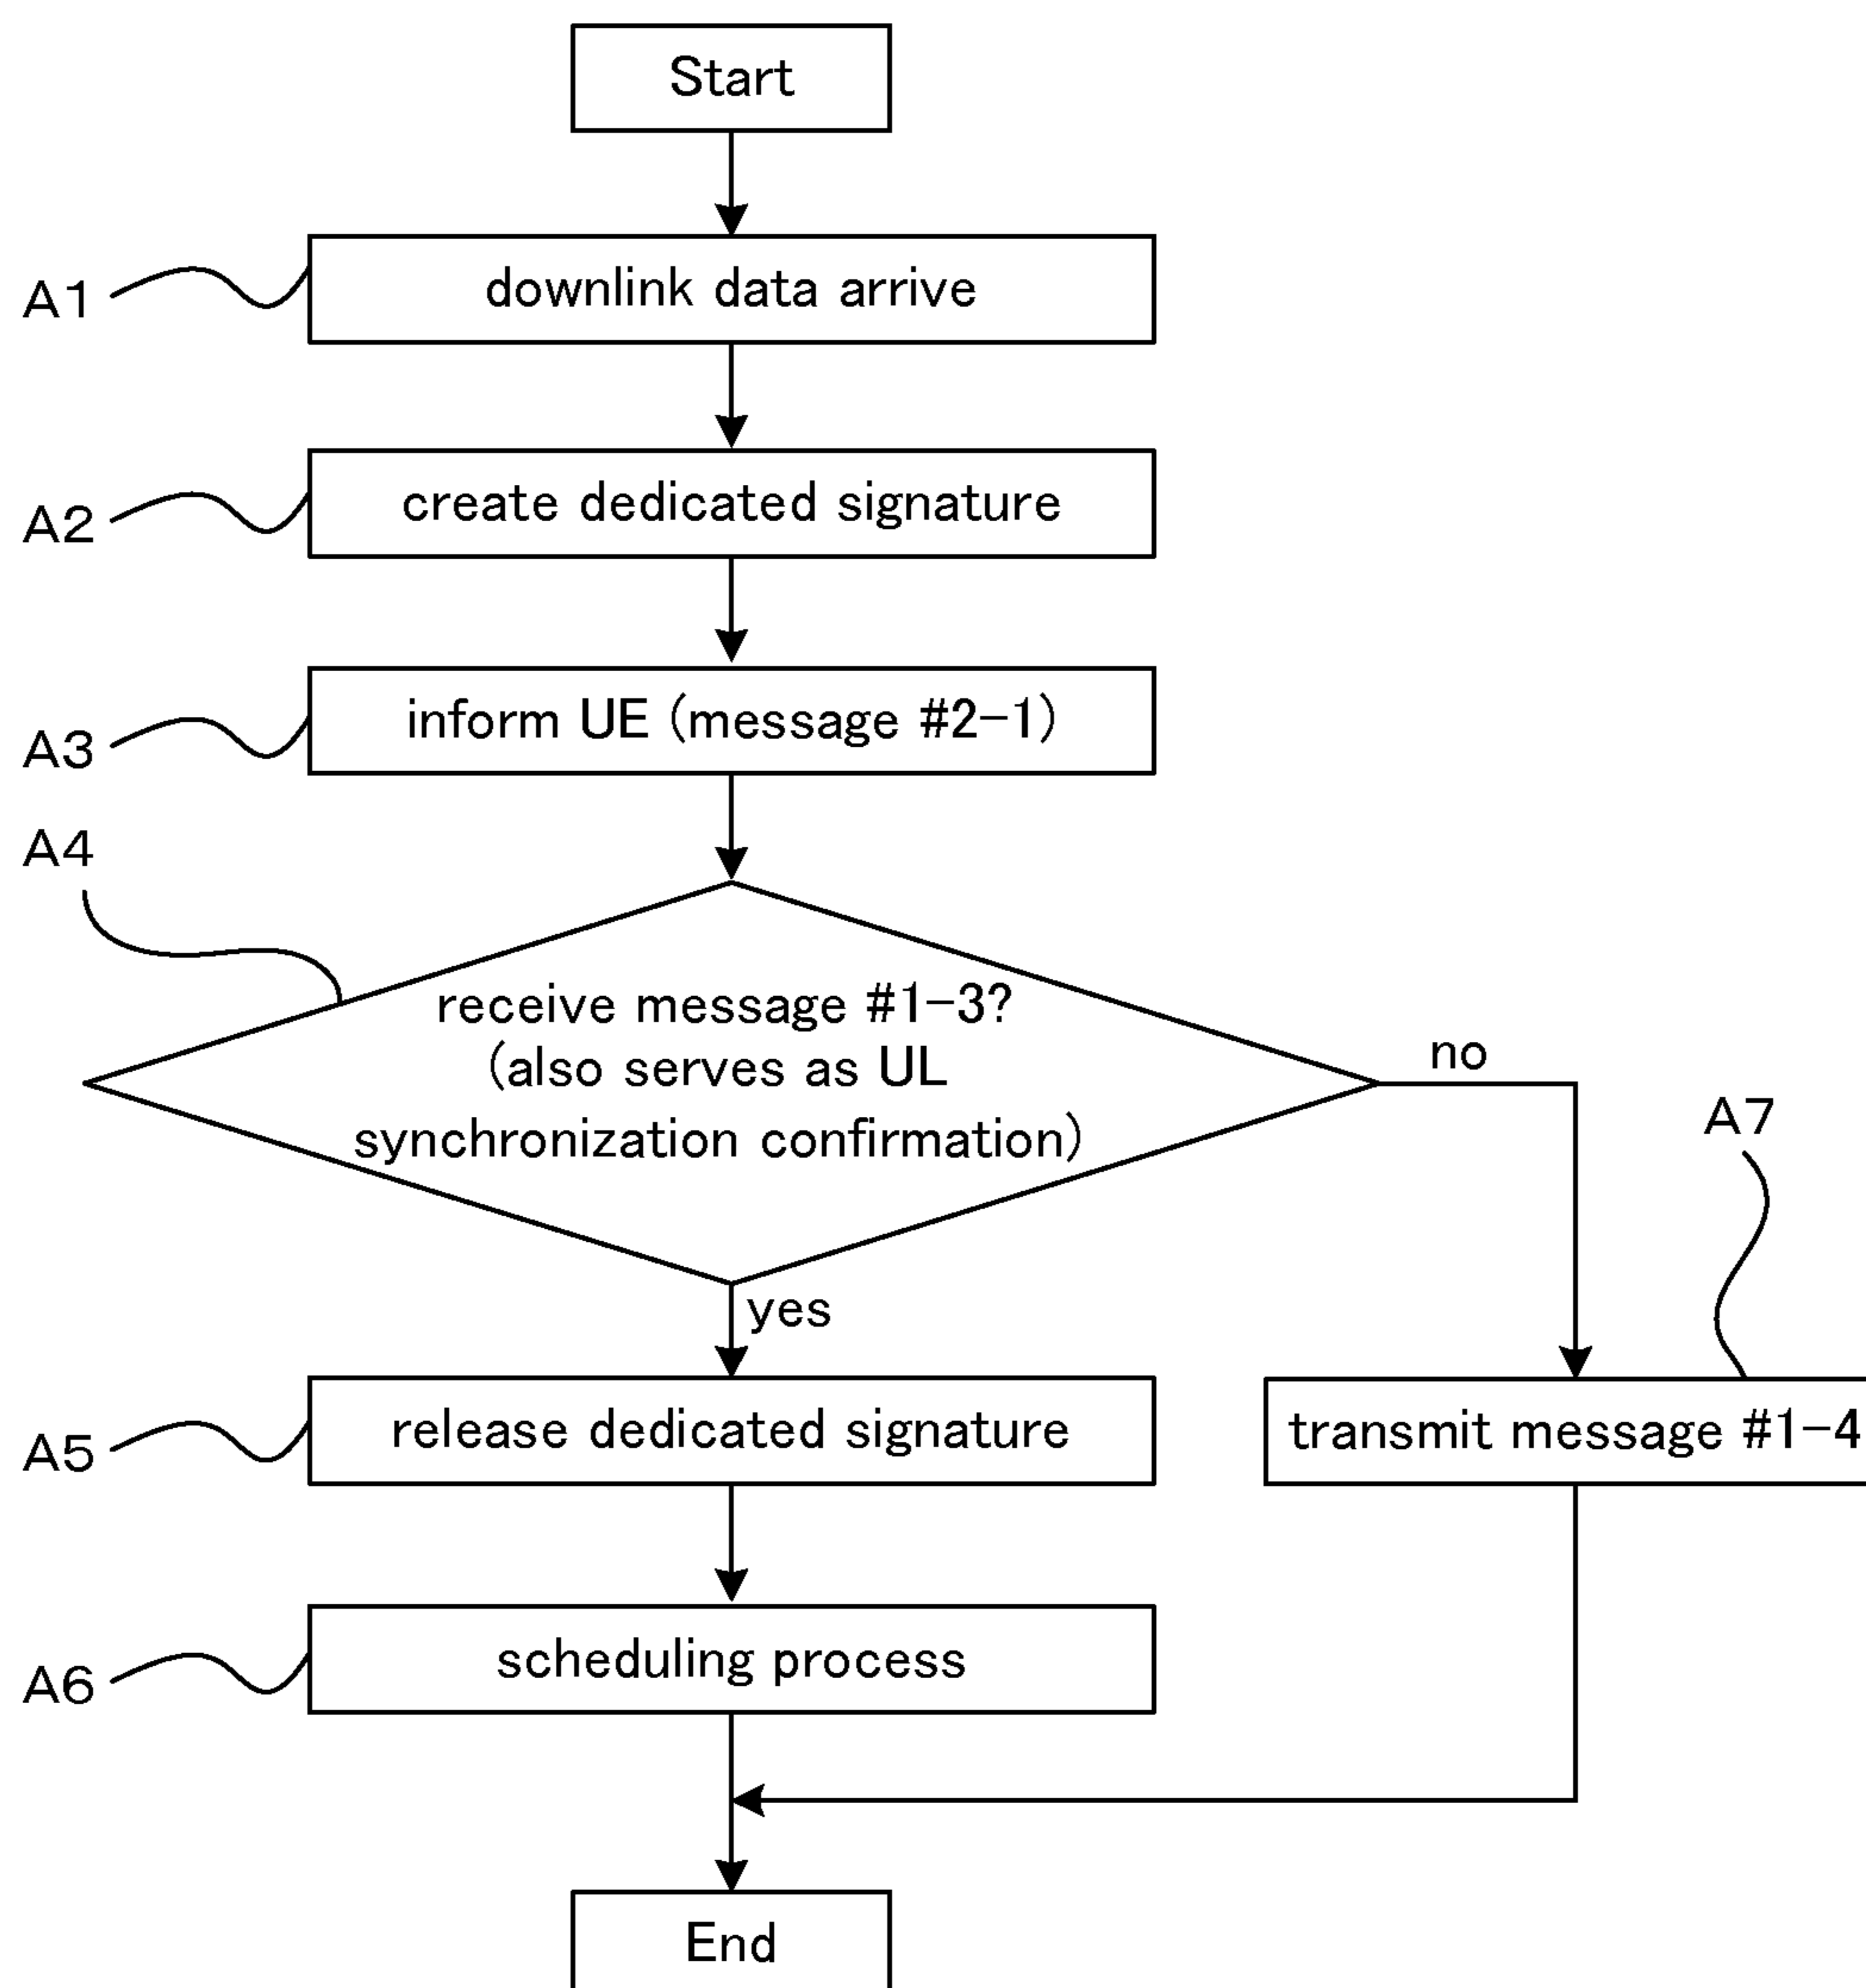 Start
A1
downlink data arrive
A2
create dedicated signature
A3
inform UE (message #2-1)
A4
receive message #1-3?
(also serves as UL
synchronization confirmation)
no
A7
yes
A5
release dedicated signature
transmit message #1-4
A6
scheduling process
End